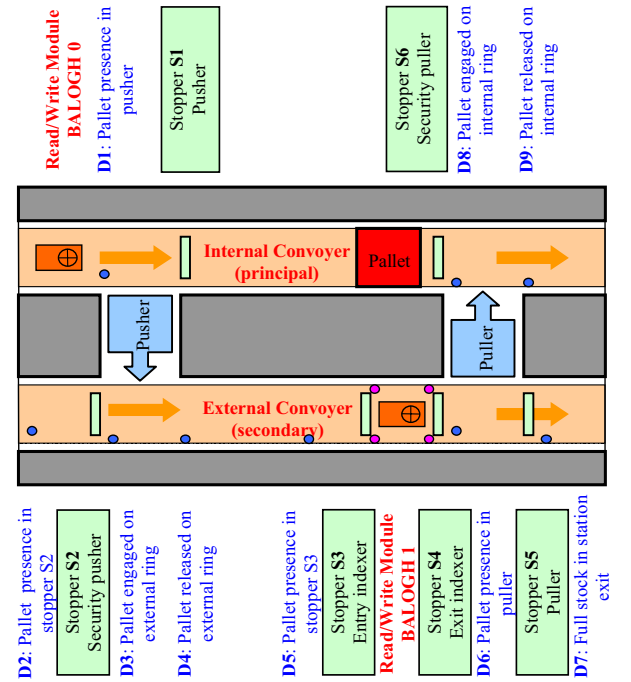 Read/Write Module
BALOGH 0
D1: Pallet presence in
pusher
Stopper S1
Pusher
Stopper S6
Security puller
D8: Pallet engaged on
internal ring
D9: Pallet released on
internal ring
Internal Convoyer
(principal)
Pallet
Pusher
Puller
External Convoyer
(secondary)
D2: Pallet presence in
stopper S2
Stopper S2
Security pusher
D3: Pallet engaged on
external ring
D4: Pallet released on
external ring
D5: Pallet presence in
stopper S3
Stopper S3
Entry indexer
Read/Write Module
BALOGH 1
Stopper S4
Exit indexer
D6: Pallet presence in
puller
Stopper S5
Puller
D7: Full stock in station
exit